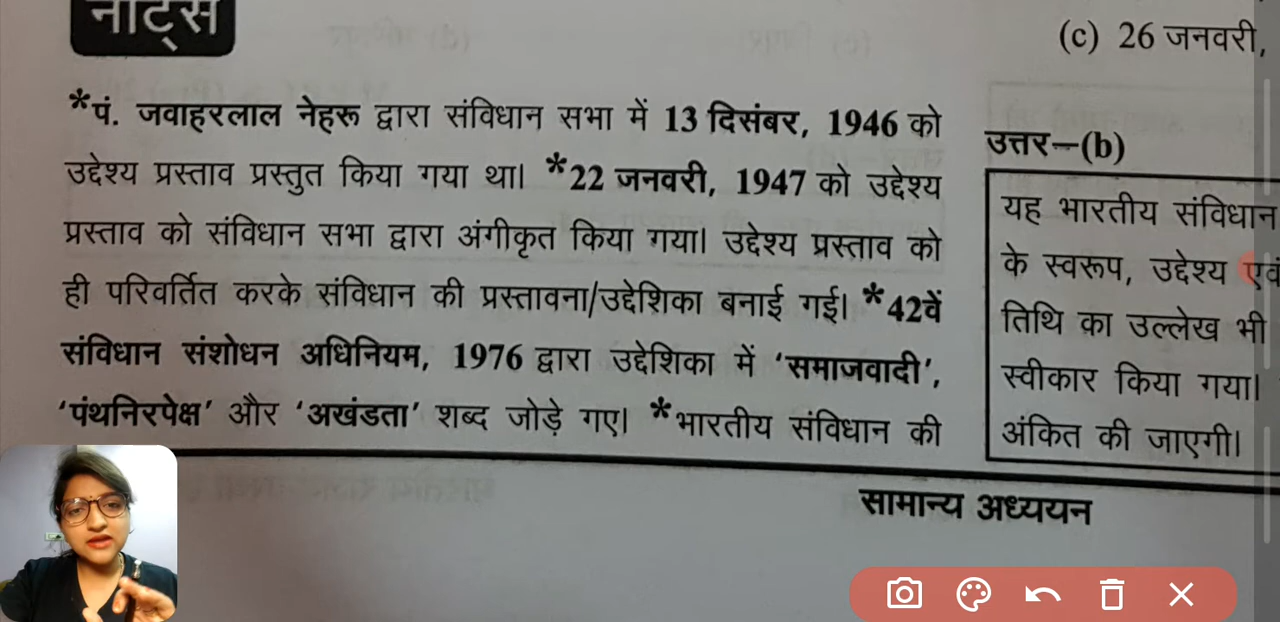 नोट्स
*पं. जवाहरलाल नेहरू द्वारा संविधान सभा में 13 दिसंबर, 1946 को
उद्देश्य प्रस्ताव प्रस्तुत किया गया था। *22 जनवरी, 1947 को उद्देश्य
प्रस्ताव को संविधान सभा द्वारा अंगीकृत किया गया। उद्देश्य प्रस्ताव को
ही परिवर्तित करके संविधान की प्रस्तावना/उद्देशिका बनाई गई। *42वें
संविधान संशोधन अधिनियम, 1976 द्वारा उद्देशिका में ‘समाजवादी’,
‘पंथनिरपेक्ष’ और ‘अखंडता’ शब्द जोड़े गए। *भारतीय संविधान की
(c) 26 जनवरी,
उत्तर—(b)
यह भारतीय संविधान
के स्वरूप, उद्देश्य एवं
तिथि का उल्लेख भी
स्वीकार किया गया।
अंकित की जाएगी।
सामान्य अध्ययन